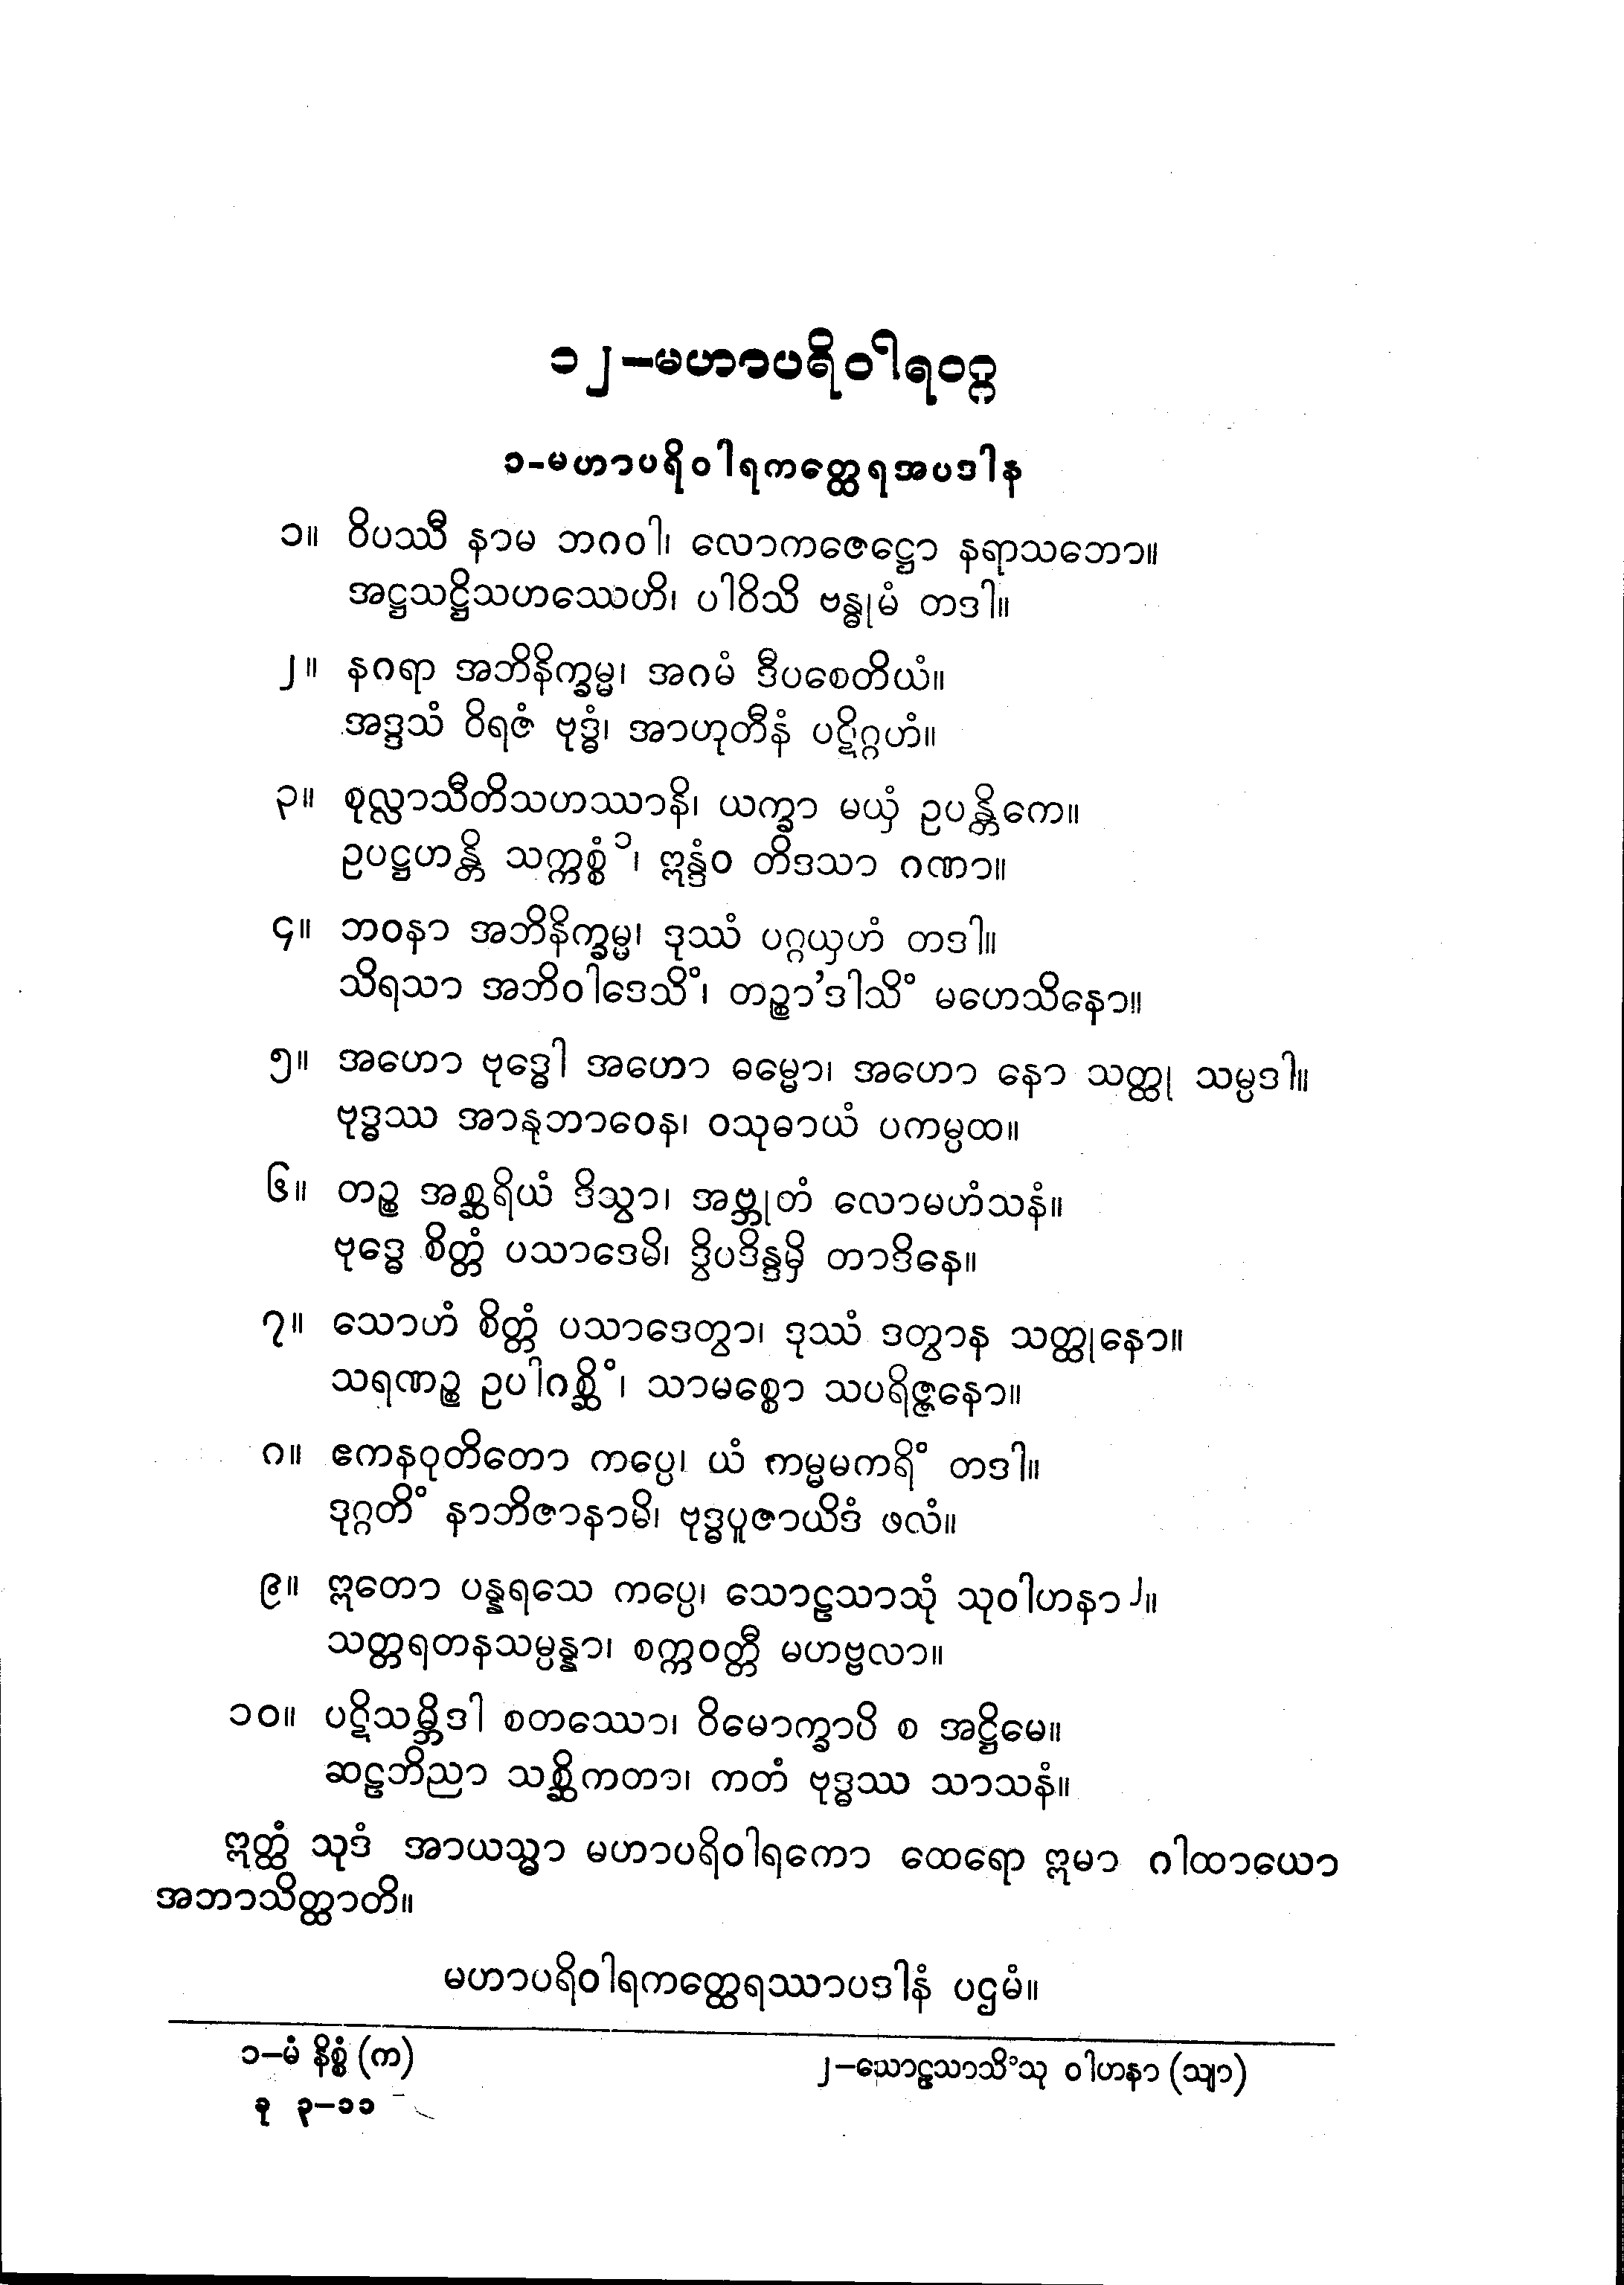 ၁၂–မဟာပရိဝါရဝဂ္ဂ
၁-မဟာပရိဝါရကတ္ထေရအပဒါန
၁။ ဝိပဿီ နာမ ဘဂဝါ၊ လောကဇေဋ္ဌော နရာသဘော။
အဋ္ဌသဋ္ဌိသဟဿေဟိ၊ ပါဝိသိ ဗန္ဓုမံ တဒါ။
၂။ နဂရာ အဘိနိက္ခမ္မ၊ အဂမံ ဒီပစေတိယံ။
အဒ္ဒသံ ဝိရဇံ ဗုဒ္ဓံ၊ အာဟုတီနံ ပဋိဂ္ဂဟံ။
၃။ စုလ္လာသီတိသဟဿာနိ၊ ယက္ခာ မယှံ ဥပန္တိကေ။
ဥပဋ္ဌဟန္တိ သက္ကစ္စံ၁၊ ဣန္ဒံဝ တိဒသာ ဂဏာ။
၄။ ဘဝနာ အဘိနိက္ခမ္မ၊ ဒုဿံ ပဂ္ဂယှဟံ တဒါ။
သိရသာ အဘိဝါဒေသိံ၊ တဉ္စာ’ဒါသိံ မဟေသိနော။
၅။ အဟော ဗုဒ္ဓေါ အဟော ဓမ္မော၊ အဟော နော သတ္ထု သမ္ပဒါ။
ဗုဒ္ဓဿ အာနုဘာဝေန၊ ဝသုဓာယံ ပကမ္ပထ။
၆။ တဉ္စ အစ္ဆရိယံ ဒိသွာ၊ အဗ္ဘုတံ လောမဟံသနံ။
ဗုဒ္ဓေ စိတ္တံ ပသာဒေမိ၊ ဒွိပဒိန္ဒမှိ တာဒိနေ။
၇။ သောဟံ စိတ္တံ ပသာဒေတွာ၊ ဒုဿံ ဒတွာန သတ္ထုနော။
သရဏဉ္စ ဥပါဂစ္ဆိံ၊ သာမစ္စော သပရိဇ္ဇနော။
၈။ ဧကနဝုတိတော ကပ္ပေ၊ ယံ ကမ္မမကရိံ တဒါ။
ဒုဂ္ဂတိံ နာဘိဇာနာမိ၊ ဗုဒ္ဓပူဇာယိဒံ ဖလံ။
၉။ ဣတော ပန္နရသေ ကပ္ပေ၊ သောဠသာသုံ သုဝါဟနာ၂။
သတ္တရတနသမ္ပန္နာ၊ စက္ကဝတ္တီ မဟဗ္ဗလာ။
၁၀။ ပဋိသမ္ဘိဒါ စတဿော၊ ဝိမောက္ခာပိ စ အဋ္ဌိမေ။
ဆဠဘိညာ သစ္ဆိကတာ၊ ကတံ ဗုဒ္ဓဿ သာသနံ။
ဣတ္ထံ သုဒံ အာယသ္မာ မဟာပရိဝါရကော ထေရော ဣမာ ဂါထာယော
အဘာသိတ္ထာတိ။
မဟာပရိဝါရကတ္ထေရဿာပဒါနံ ပဌမံ။
၁–မံ နိစ္စံ (က) ၂–သောဠသာသိံသု ဝါဟနာ (သျာ)
ခု ၃–၁၁